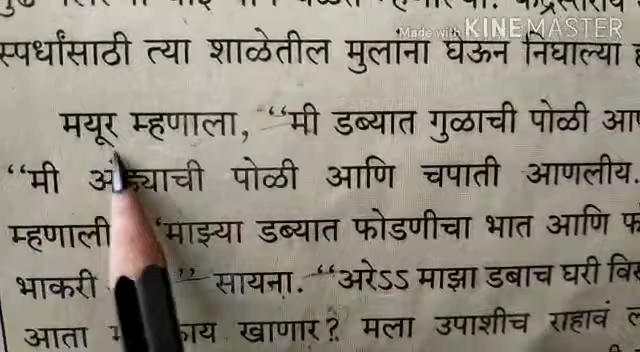 Made with KINEMASTER
स्पर्धांसाठी त्या शाळेतील मुलांना घेऊन निघाल्या
मयूर म्हणाला, “मी डब्यात गुळाची पोळी
“मी अंड्याची पोळी आणि चपाती आणलीय.
म्हणाली “माझ्या डब्यात फोडणीचा भात आणि
भाकरी ” सायना. “अरेऽऽ माझा डबाच घरी
आता काय खाणार? मला उपाशीच राहावं